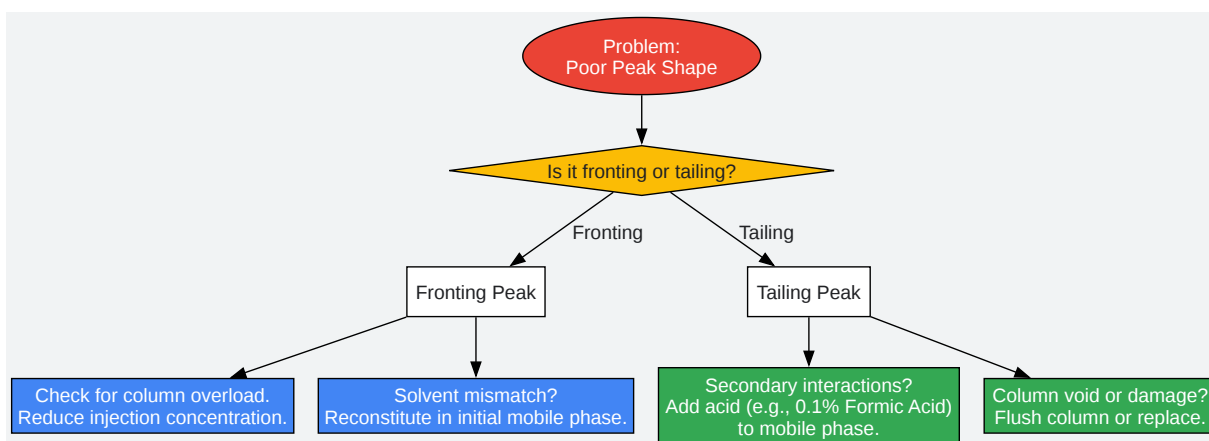 Problem:
Poor Peak Shape
Is it fronting or tailing?
Fronting
Tailing
Fronting Peak
Tailing Peak
Check for column overload.
Reduce injection concentration.
Solvent mismatch?
Reconstitute in initial mobile phase.
Secondary interactions?
Add acid (e.g., 0.1% Formic Acid)
to mobile phase.
Column void or damage?
Flush column or replace.